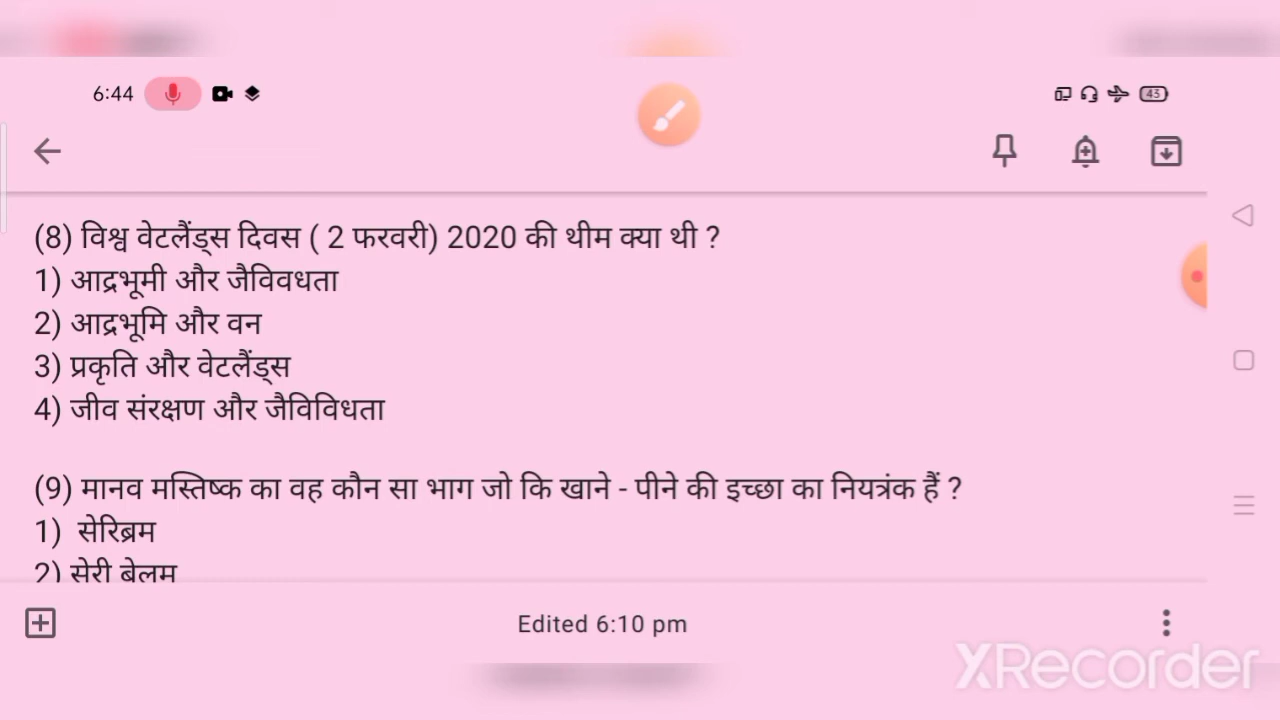 6:44
43
(8) विश्व वेटलैंड्स दिवस ( 2 फरवरी) 2020 की थीम क्या थी ?
1) आद्रभूमी और जैविवधता
2) आद्रभूमि और वन
3) प्रकृति और वेटलैंड्स
4) जीव संरक्षण और जैविविधता
(9) मानव मस्तिष्क का वह कौन सा भाग जो कि खाने - पीने की इच्छा का नियत्रंक हैं ?
1) सेरिब्रम
2) सेरी बेलम
Edited 6:10 pm
XRecorder